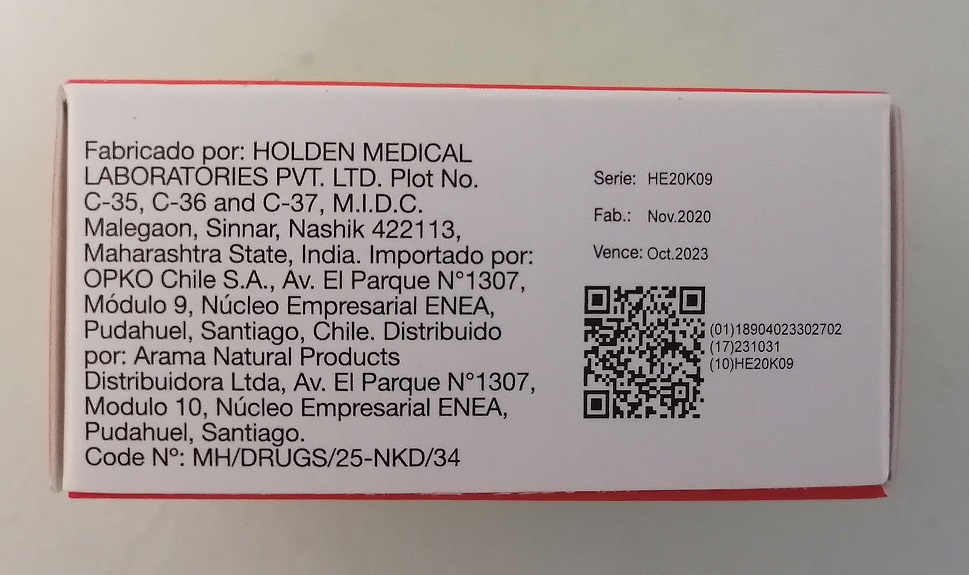 Fabricado por: HOLDEN MEDICAL
LABORATORIES PVT. LTD. Plot No.
C-35, C-36 and C-37, M.I.D.C.
Malegaon, Sinnar, Nashik 422113,
Maharashtra State, India. Importado por:
OPKO Chile S.A., Av. El Parque N°1307,
Módulo 9, Núcleo Empresarial ENEA,
Pudahuel, Santiago, Chile. Distribuido
por: Arama Natural Products
Distribuidora Ltda, Av. El Parque N°1307,
Modulo 10, Núcleo Empresarial ENEA,
Pudahuel, Santiago.
Code Nº: MH/DRUGS/25-NKD/34
Serie: HE20K09
Fab.: Nov.2020
Vence: Oct.2023
(01)18904023302702
(17)231031
(10)HE20K09